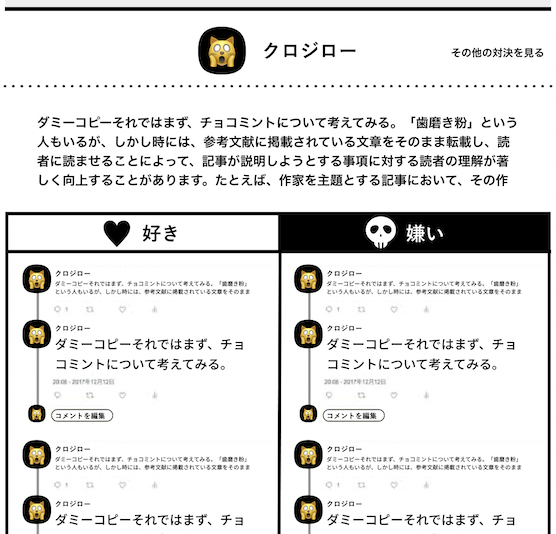 クロジロー
その他の対決を見る
ダミーコピーそれではまず、チョコミントについて考えてみる。「歯磨き粉」という
人もいるが、しかし時には、参考文献に掲載されている文章をそのまま転載し、読
者に読ませることによって、記事が説明しようとする事項に対する読者の理解が著
しく向上することがあります。たとえば、作家を主題とする記事において、その作
好き
クロジロー
ダミーコピーそれではまず、チョコミントについて考えてみる。「歯磨き粉」
という人もいるが、しかし時には、参考文献に掲載されている文章をそのまま
1
クロジロー
ダミーコピーそれではまず、チョ
コミントについて考えてみる。
20:08 - 2017年12月12日
コメントを編集
クロジロー
ダミーコピーそれではまず、チョコミントについて考えてみる。「歯磨き粉」
という人もいるが、しかし時には、参考文献に掲載されている文章をそのまま
1
クロジロー
ダミーコピーそれではまず、チョ
嫌い
クロジロー
ダミーコピーそれではまず、チョコミントについて考えてみる。「歯磨き粉」
という人もいるが、しかし時には、参考文献に掲載されている文章をそのまま
1
クロジロー
ダミーコピーそれではまず、チョ
コミントについて考えてみる。
20:08 - 2017年12月12日
コメントを編集
クロジロー
ダミーコピーそれではまず、チョコミントについて考えてみる。「歯磨き粉」
という人もいるが、しかし時には、参考文献に掲載されている文章をそのまま
1
クロジロー
ダミーコピーそれではまず、チョ